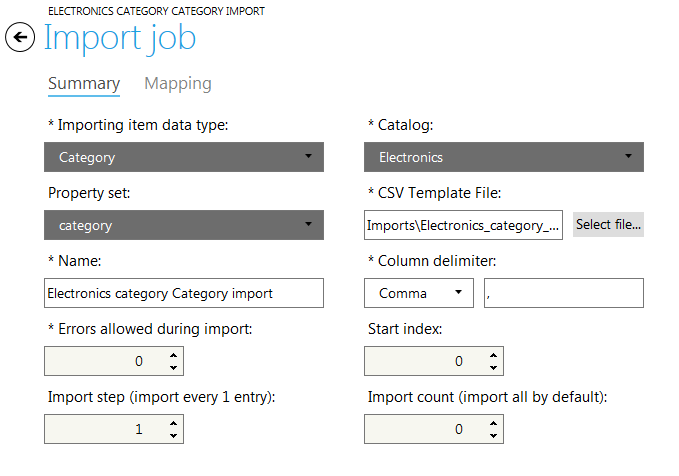 ELECTRONICS CATEGORY CATEGORY IMPORT
Import job
Summary Mapping
* Importing item data type: * Catalog:
Category Electronics
Property set: * CSV Template File:
category Imports\Electronics_category_... Select file...
* Name: * Column delimiter:
Electronics category Category import Comma ,
* Errors allowed during import: Start index:
0 0
Import step (import every 1 entry): Import count (import all by default):
1 0